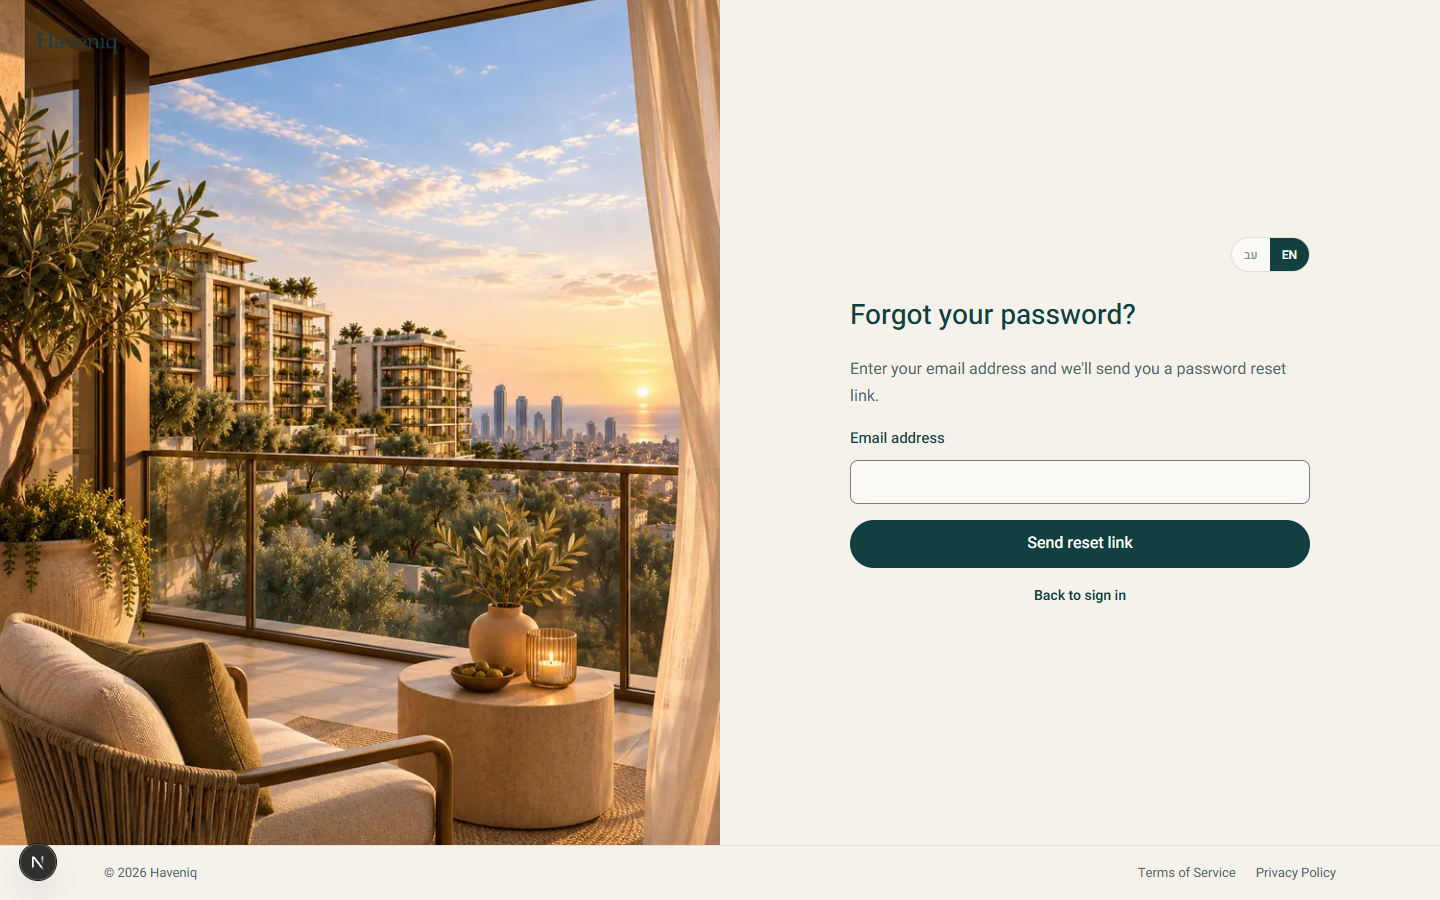 Haveniq
עב
EN
Forgot your password?
Enter your email address and we'll send you a password reset
link.
Email address
Send reset link
Back to sign in
N
© 2026 Haveniq
Terms of Service
Privacy Policy